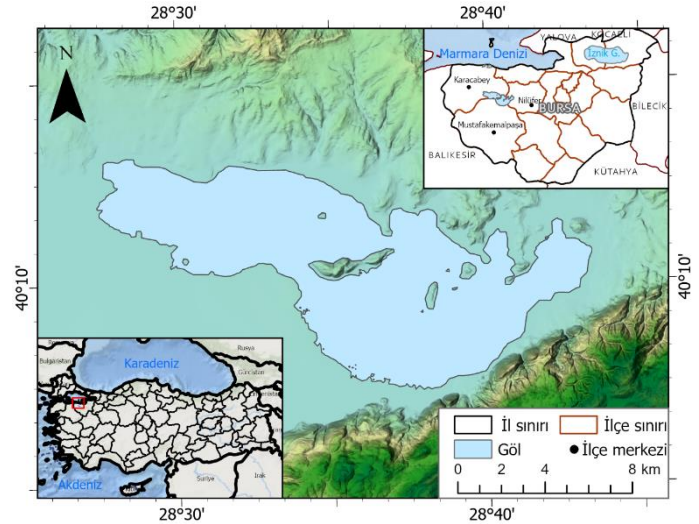 28°30'
28°40'
N
YALOVA
KOCAELİ
Marmara Denizi
İznik G.
Karacabey
Nilüfer
BURSA
BİLECİK
Mustafakemalpaşa
BALIKESİR
KÜTAHYA
40°10'
40°10'
Rusya
Bulgaristan
Karadeniz
Gürcistan
Suriye
Irak
Akdeniz
İl sınırı
İlçe sınırı
Göl
İlçe merkezi
0 2 4 8 km
28°30'
28°40'